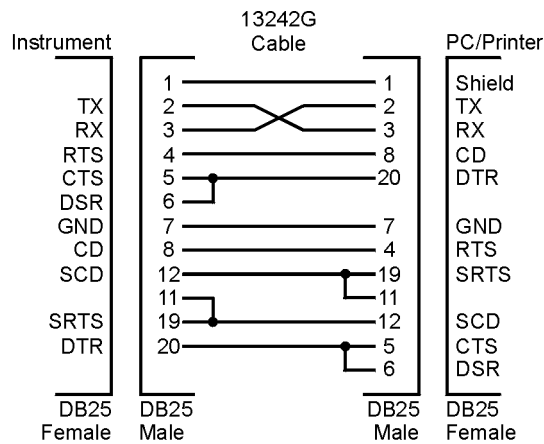 13242G
Instrument Cable PC/Printer
1 1 Shield
TX 2 2 TX
RX 3 3 RX
RTS 4 8 CD
CTS 5 20 DTR
DSR 6
GND 7 7 GND
CD 8 4 RTS
SCD 12 19 SRTS
11 11
SRTS 19 12 SCD
DTR 20 5 CTS
6 DSR
DB25 DB25 DB25 DB25
Female Male Male Female